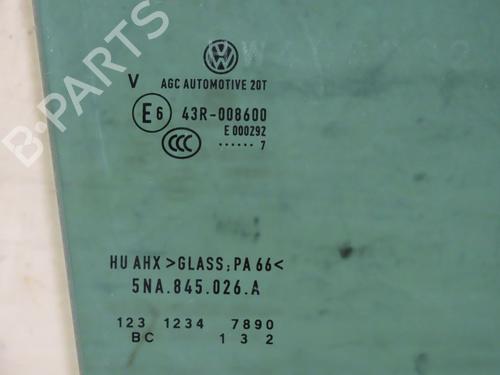 B-PARTS
V AGC AUTOMOTIVE 20T
E6 43R-008600
E 000292
CCC ...... 7
HU AHX >GLASS;PA 66<
5NA.845.026.A
123 1234 7890
BC 1 3 2